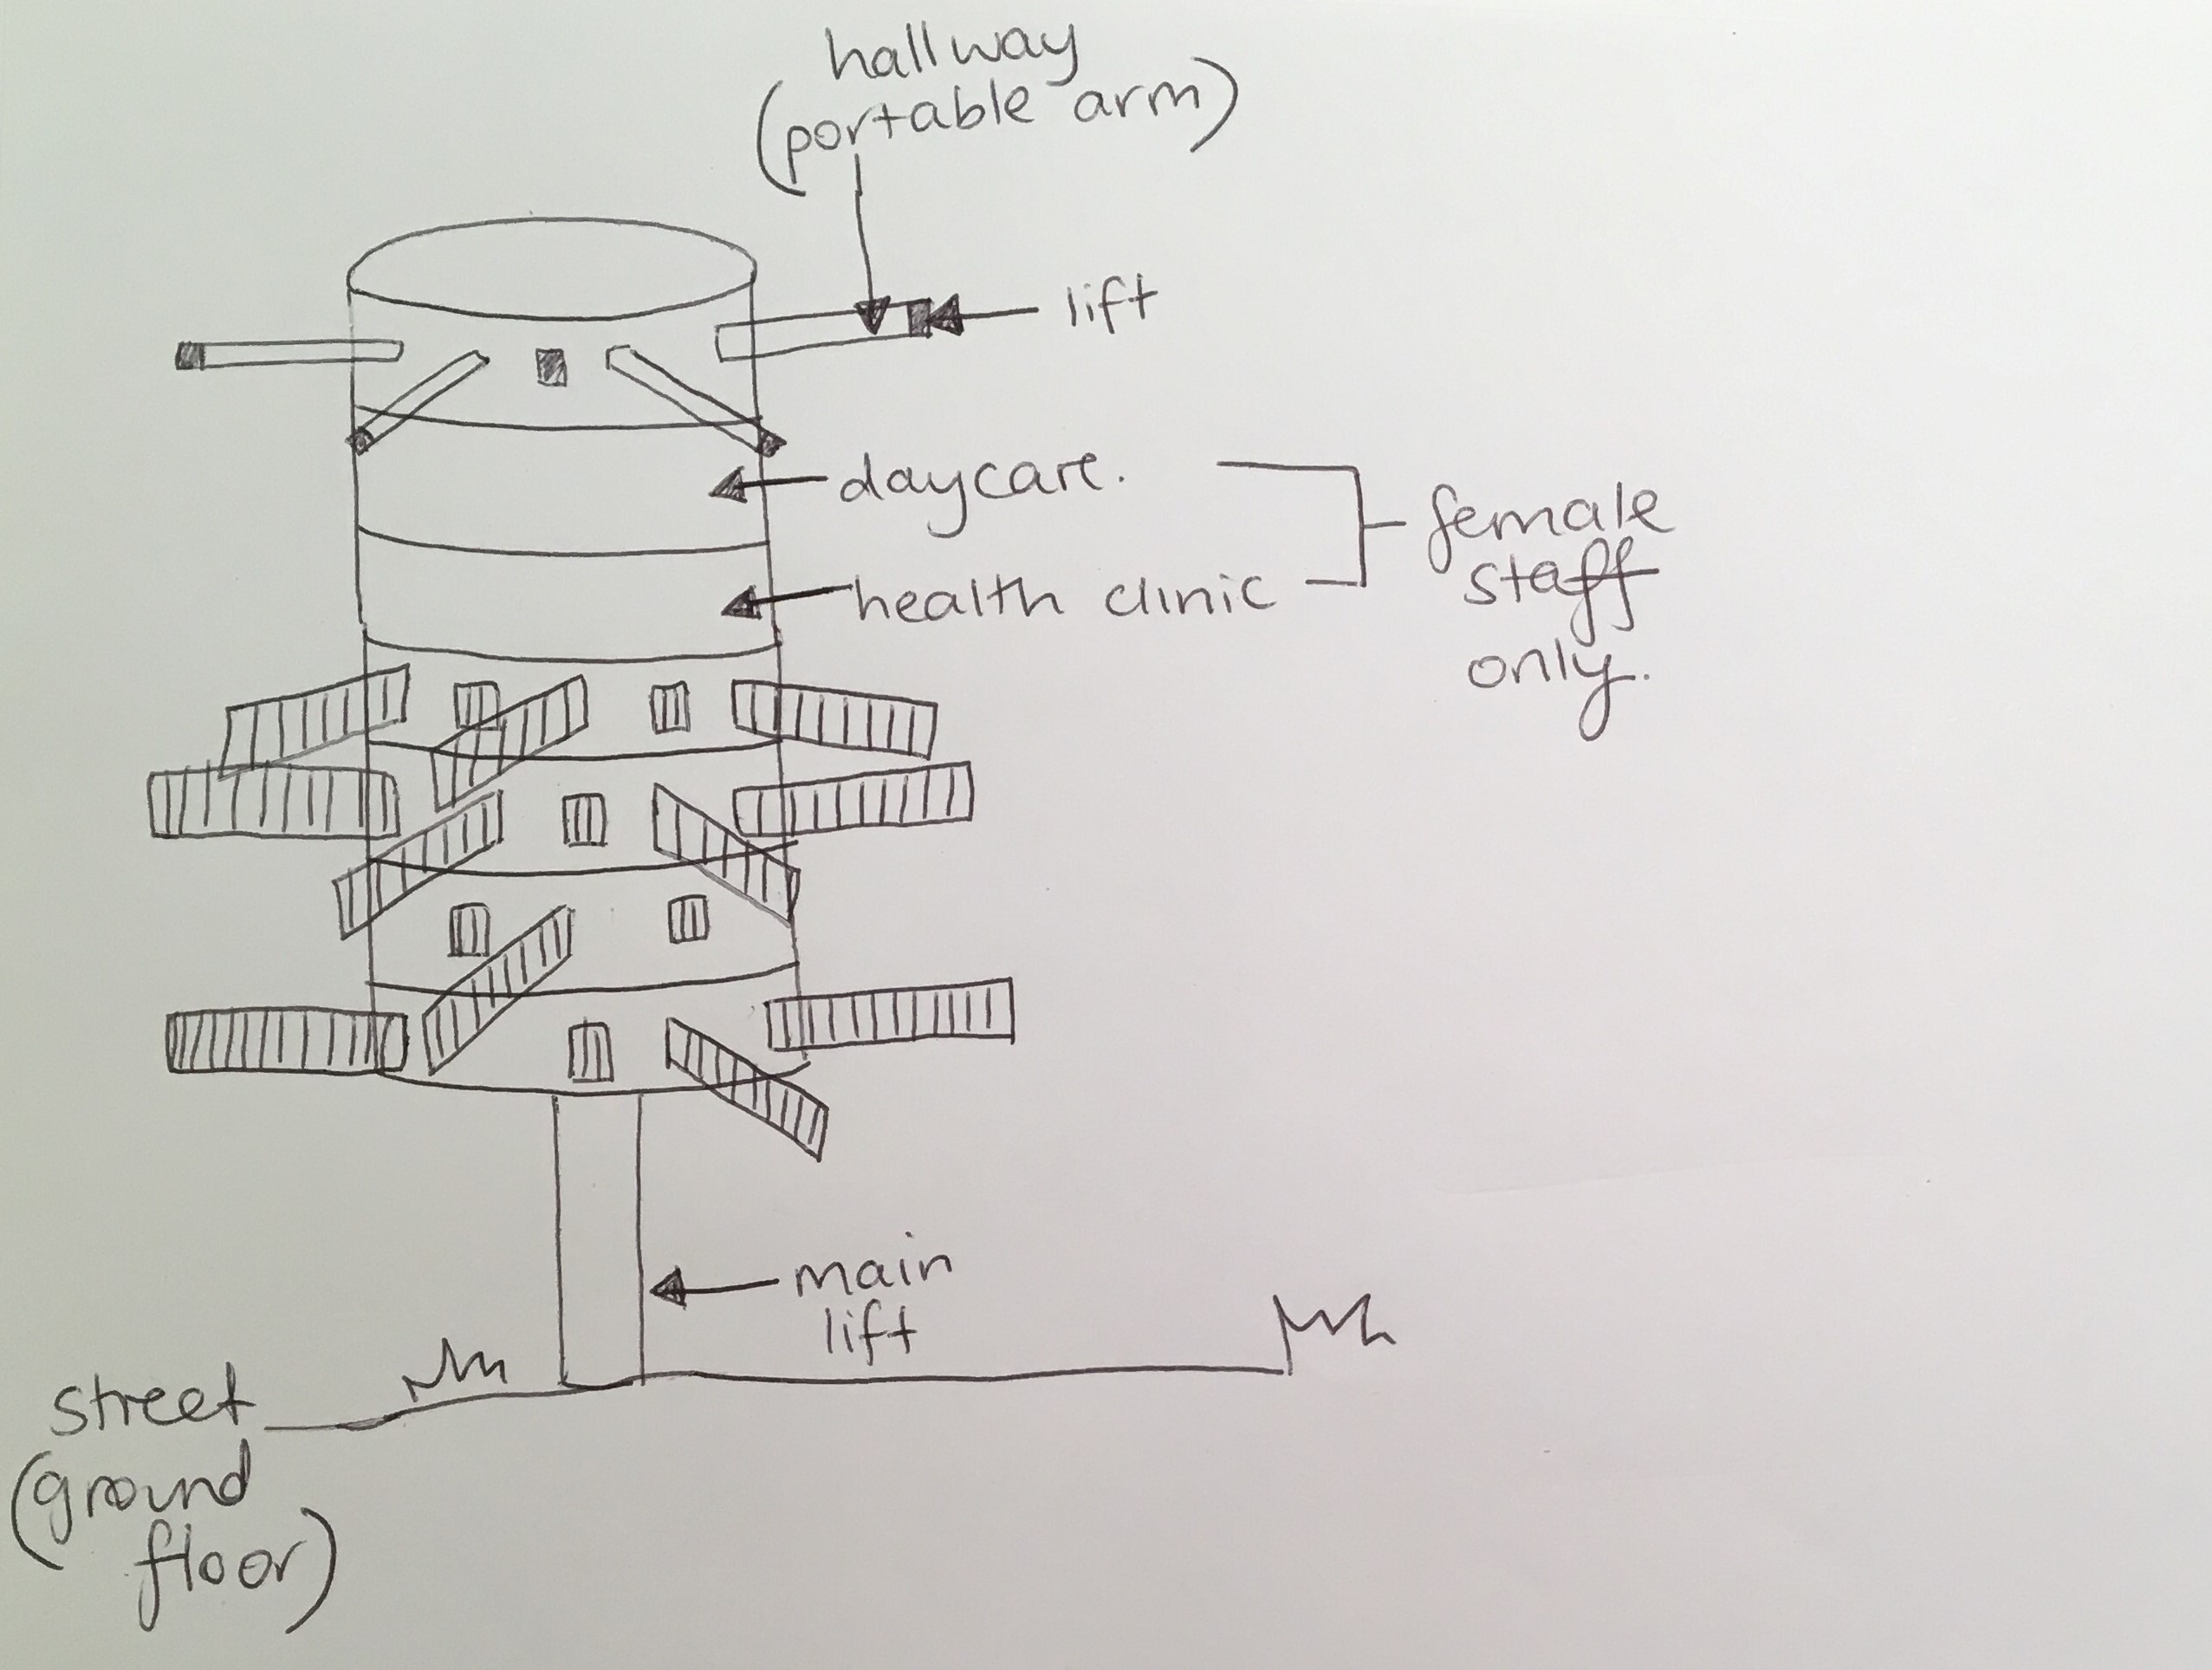 hallway
(portable arm)
lift
daycare.
health clinic
female
staff
only.
main
lift
street
(ground
floor)